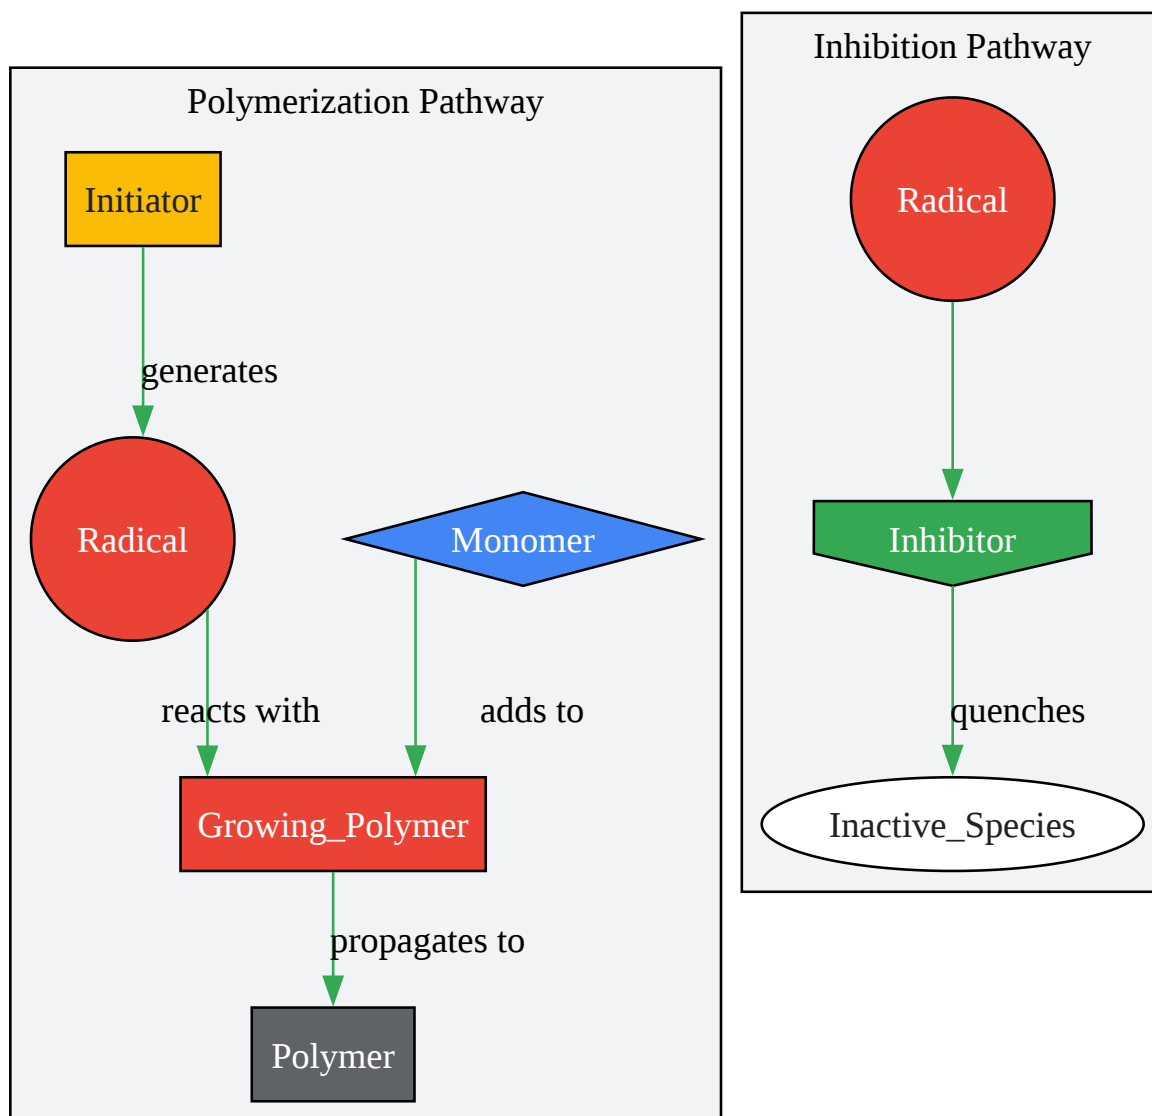 Polymerization Pathway
Initiator
generates
Radical
Monomer
reacts with
adds to
Growing_Polymer
propagates to
Polymer
Inhibition Pathway
Radical
Inhibitor
quenches
Inactive_Species